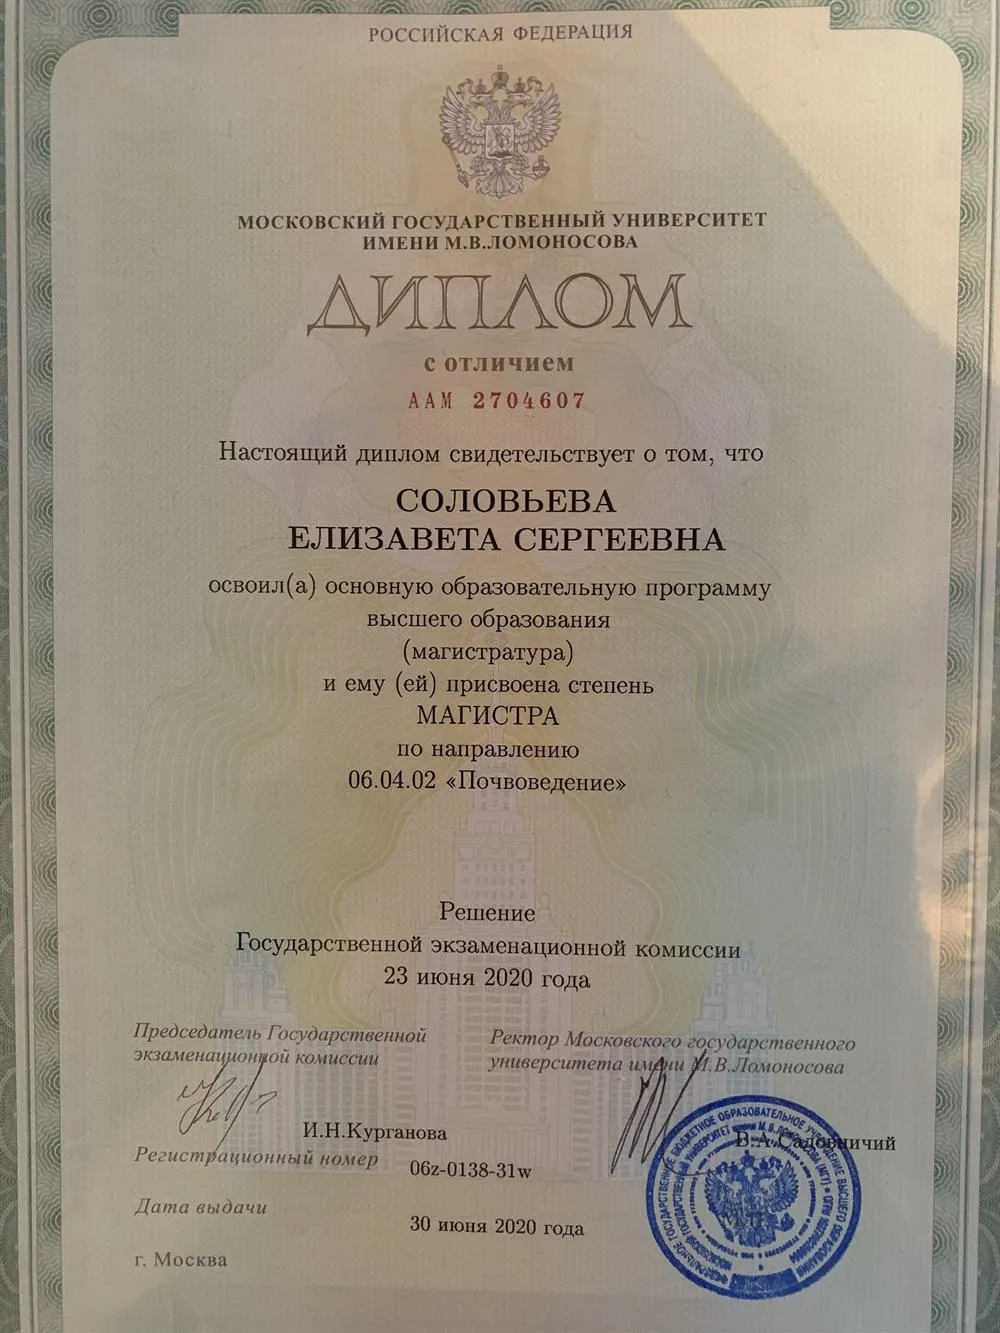 РОССИЙСКАЯ ФЕДЕРАЦИЯ
МОСКОВСКИЙ ГОСУДАРСТВЕННЫЙ УНИВЕРСИТЕТ
ИМЕНИ М.В.ЛОМОНОСОВА
ДИПЛОМ
с отличием
ААМ 2704607
Настоящий диплом свидетельствует о том, что
СОЛОВЬЕВА
ЕЛИЗАВЕТА СЕРГЕЕВНА
освоил(а) основную образовательную программу
высшего образования
(магистратура)
и ему (ей) присвоена степень
МАГИСТРА
по направлению
06.04.02 «Почвоведение»
Решение
Государственной экзаменационной комиссии
23 июня 2020 года
Председатель Государственной
экзаменационной комиссии
И.Н.Курганова
Ректор Московского государственного
университета имени М.В.Ломоносова
В.А.Садовничий
Регистрационный номер 06z-0138-31w
Дата выдачи 30 июня 2020 года
г. Москва